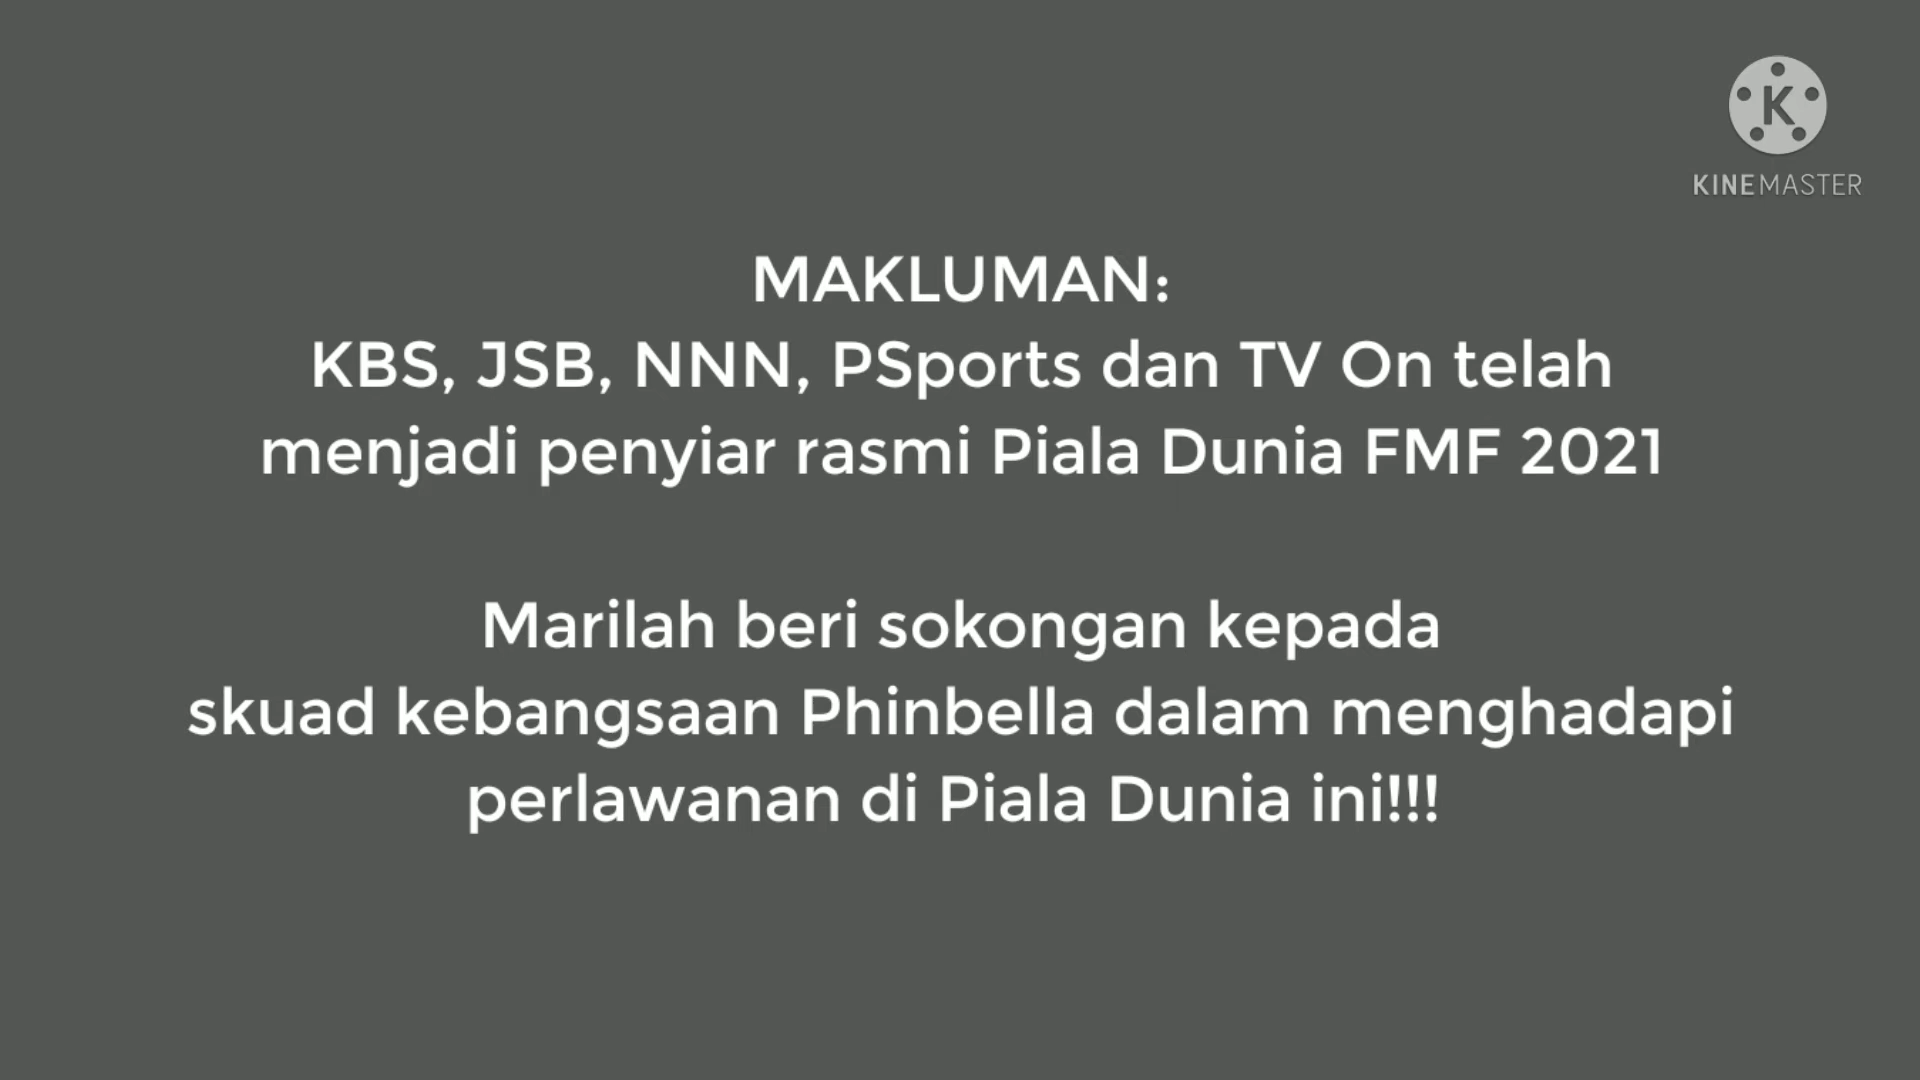 KINEMASTER
MAKLUMAN:
KBS, JSB, NNN, PSports dan TV On telah
menjadi penyiar rasmi Piala Dunia FMF 2021
Marilah beri sokongan kepada
skuad kebangsaan Phinbella dalam menghadapi
perlawanan di Piala Dunia ini!!!